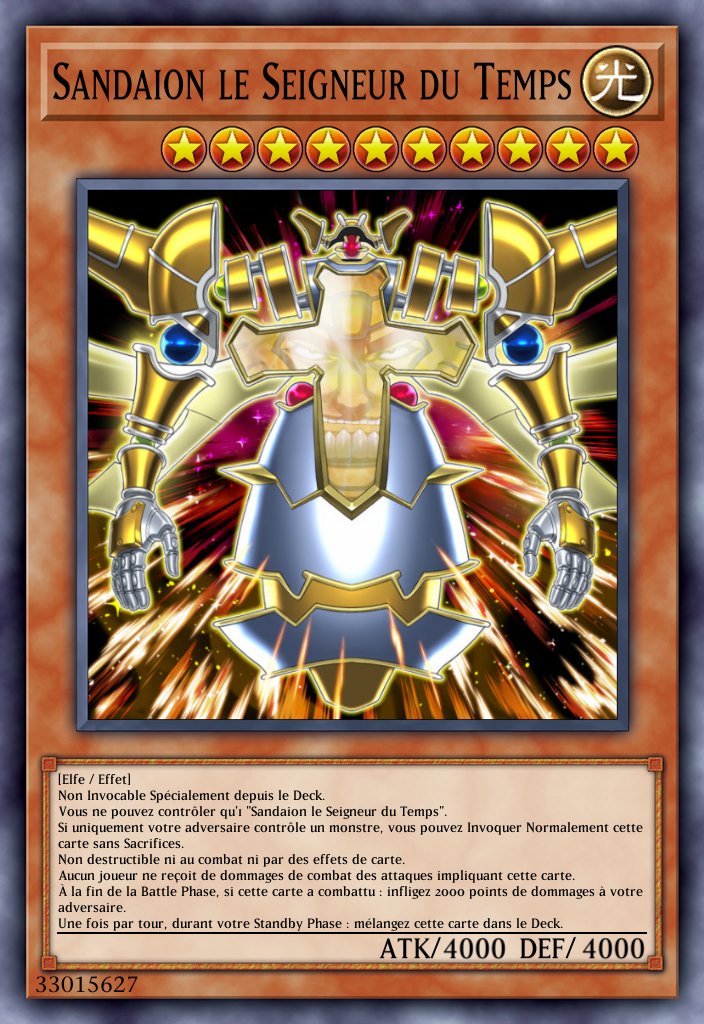 Sandaion le Seigneur du Temps 光
[Elfe / Effet]
Non Invocable Spécialement depuis le Deck.
Vous ne pouvez contrôler qu'1 "Sandaion le Seigneur du Temps".
Si uniquement votre adversaire contrôle un monstre, vous pouvez Invoquer Normalement cette
carte sans Sacrifices.
Non destructible ni au combat ni par des effets de carte.
Aucun joueur ne reçoit de dommages de combat des attaques impliquant cette carte.
À la fin de la Battle Phase, si cette carte a combattu : infligez 2000 points de dommages à votre
adversaire.
Une fois par tour, durant votre Standby Phase : mélangez cette carte dans le Deck.
ATK/4000 DEF/ 4000
33015627